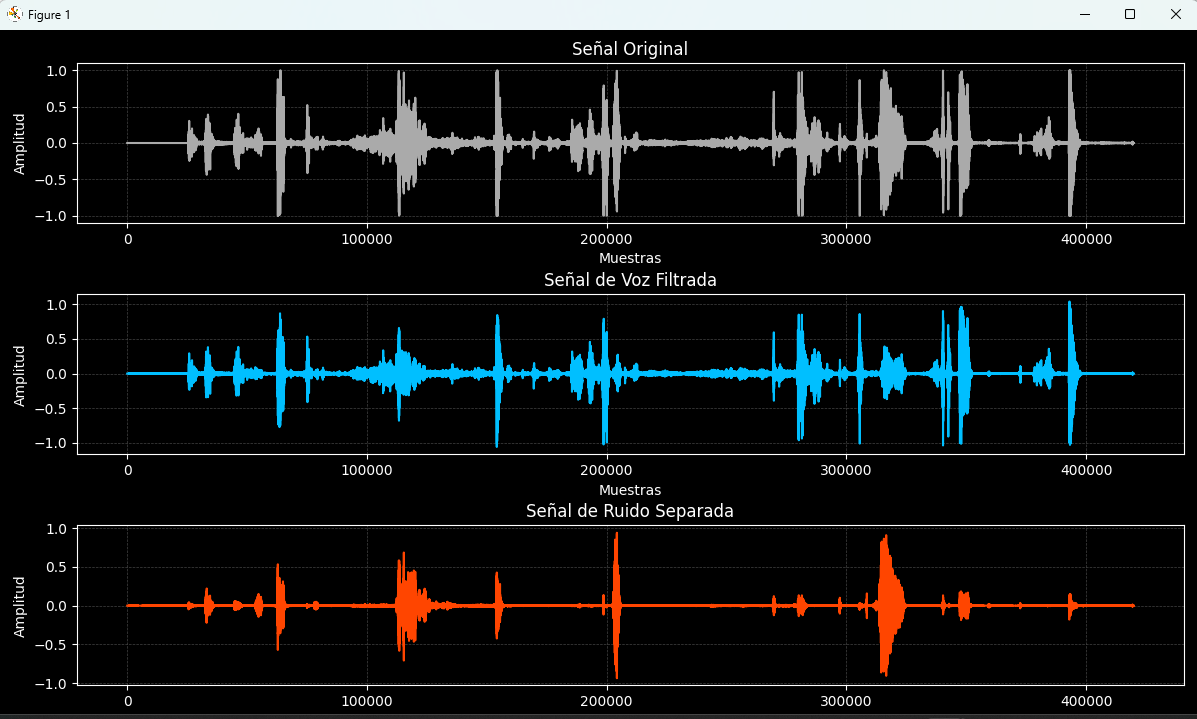 Figure 1
Señal Original
1.0
0.5
0.0
−0.5
−1.0
Amplitud
0 100000 200000 300000 400000
Muestras
Señal de Voz Filtrada
1.0
0.5
0.0
−0.5
−1.0
Amplitud
0 100000 200000 300000 400000
Muestras
Señal de Ruido Separada
1.0
0.5
0.0
−0.5
−1.0
Amplitud
0 100000 200000 300000 400000